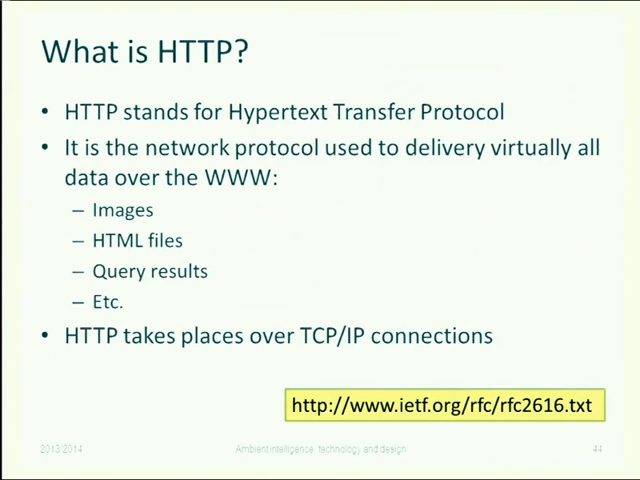 What is HTTP?
• HTTP stands for Hypertext Transfer Protocol
• It is the network protocol used to delivery virtually all
data over the WWW:
– Images
– HTML files
– Query results
– Etc.
• HTTP takes places over TCP/IP connections
http://www.ietf.org/rfc/rfc2616.txt
2013/2014
Ambient intelligence: technology and design
44